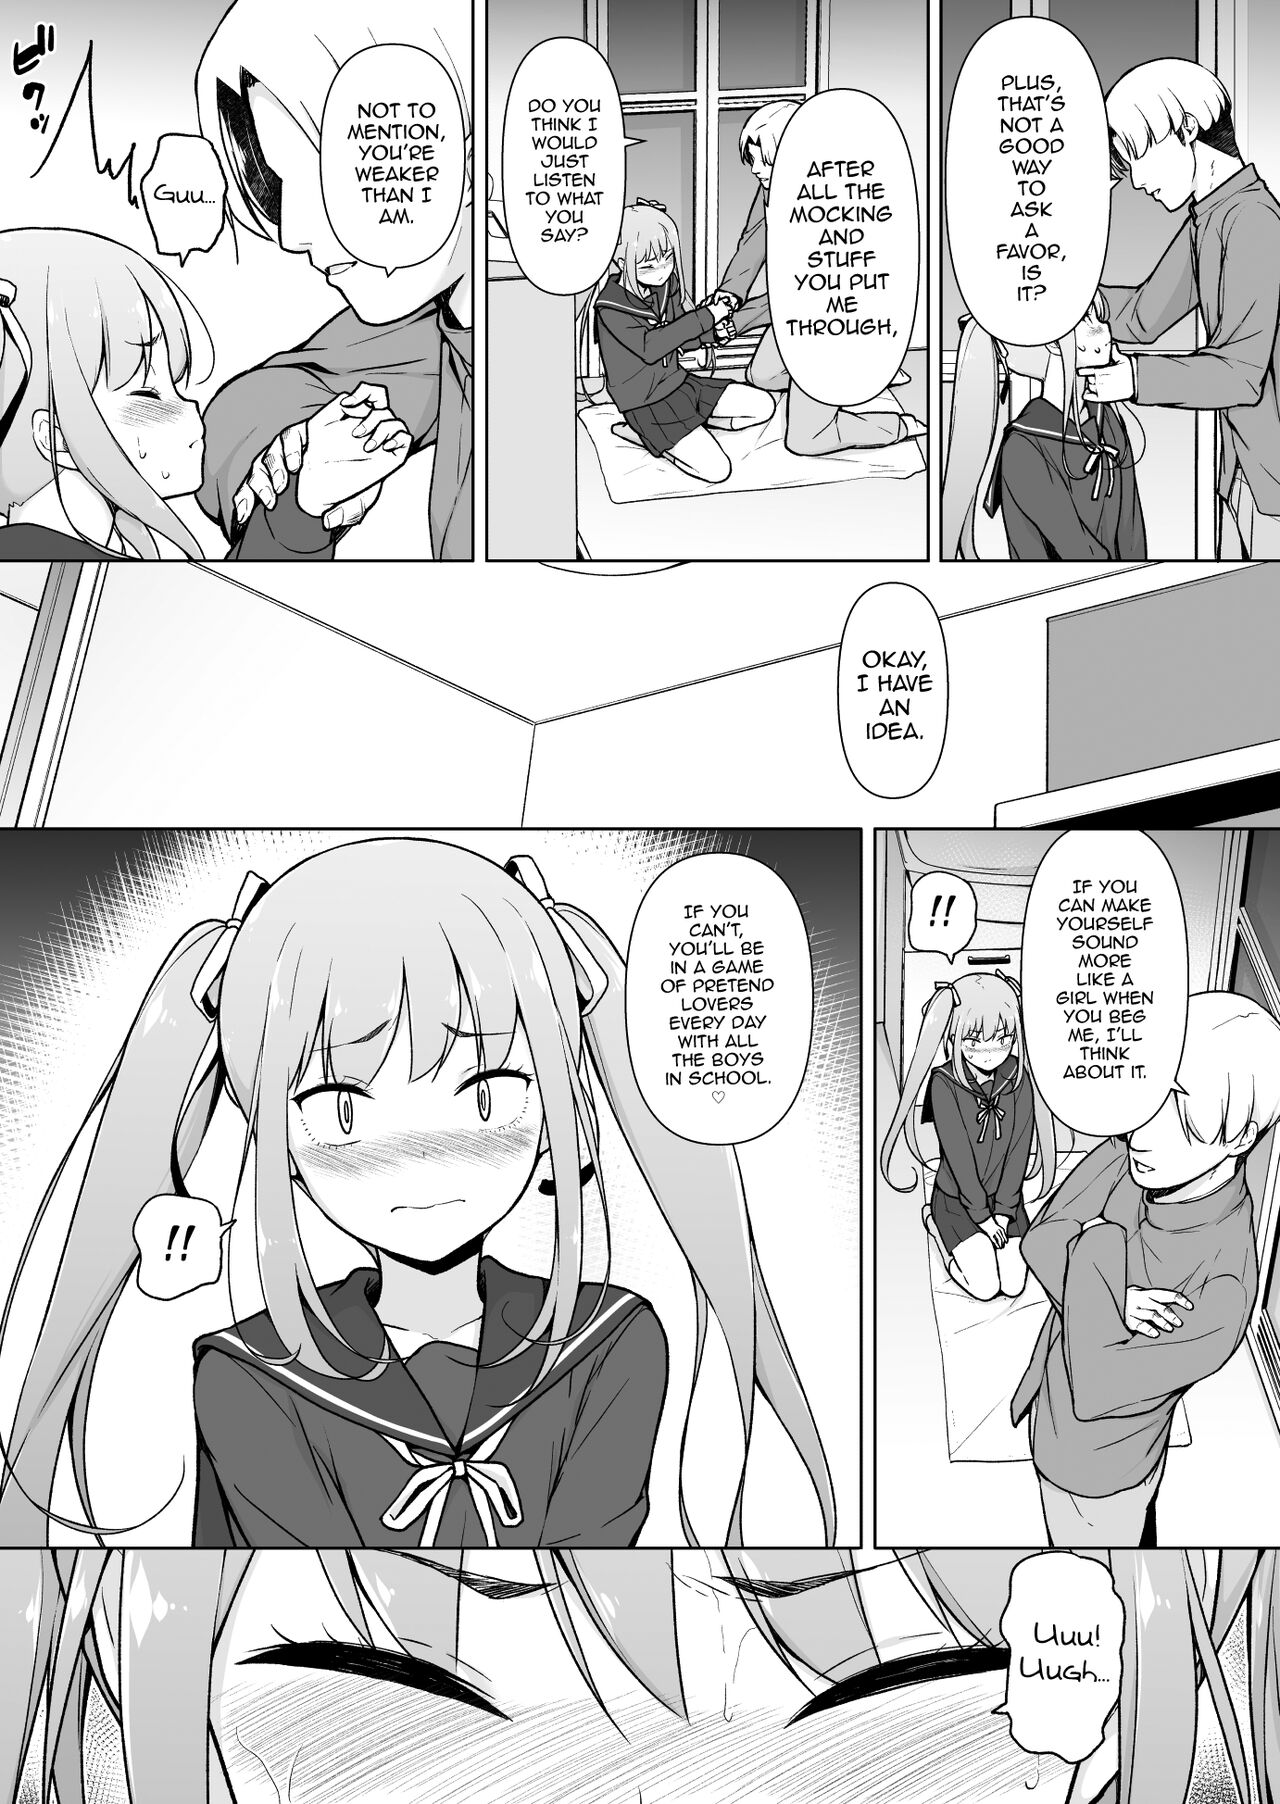 PLUS,
THAT'S
NOT A
GOOD
WAY
TO
ASK
A
FAVOR,
IS
IT?
AFTER
ALL THE
MOCKING
AND
STUFF
YOU PUT
ME
THROUGH,
DO YOU
THINK I
WOULD
JUST
LISTEN
TO WHAT
YOU
SAY?
NOT TO
MENTION,
YOU'RE
WEAKER
THAN I
AM.
Guu...
ビクッ
OKAY,
I HAVE
AN
IDEA.
IF YOU
CAN MAKE
YOURSELF
SOUND
MORE
LIKE A
GIRL WHEN
YOU BEG
ME, I'LL
THINK
ABOUT IT.
!!
IF YOU
CAN'T,
YOU'LL BE
IN A GAME
OF PRETEND
LOVERS
EVERY DAY
WITH ALL
THE BOYS
IN SCHOOL.
♡
!!
Uuu!
Uugh...